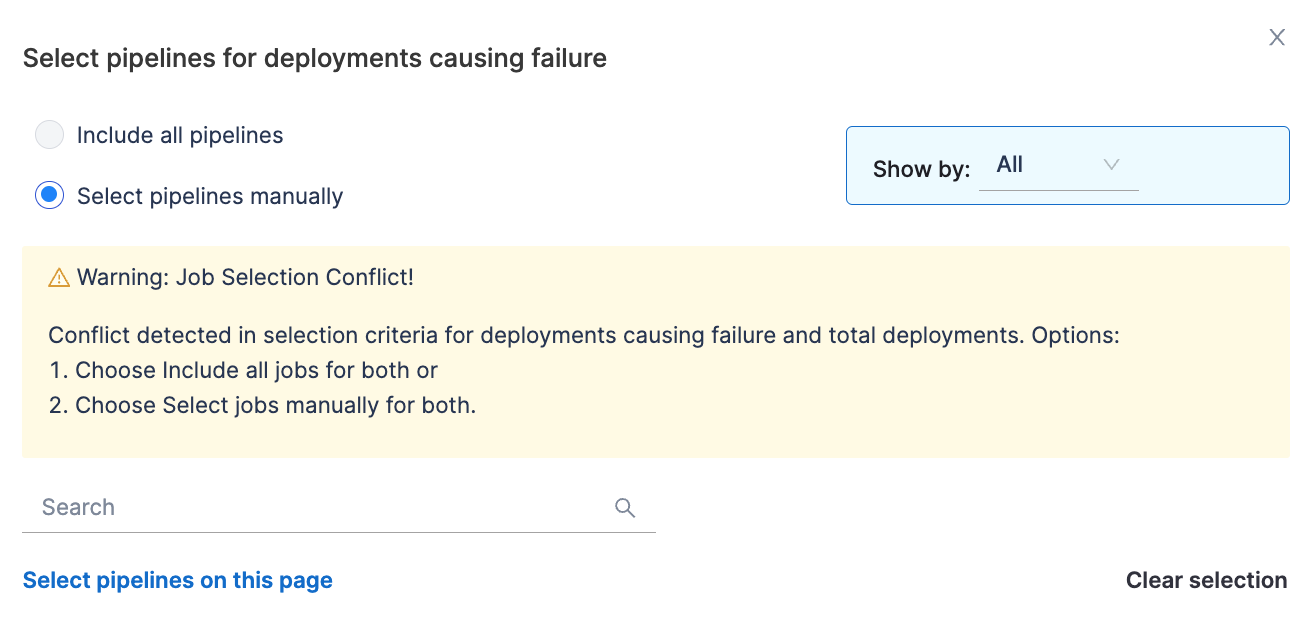 Select pipelines for deployments causing failure
Include all pipelines
Select pipelines manually
Show by: All
Warning: Job Selection Conflict!
Conflict detected in selection criteria for deployments causing failure and total deployments. Options:
1. Choose Include all jobs for both or
2. Choose Select jobs manually for both.
Search
Select pipelines on this page
Clear selection